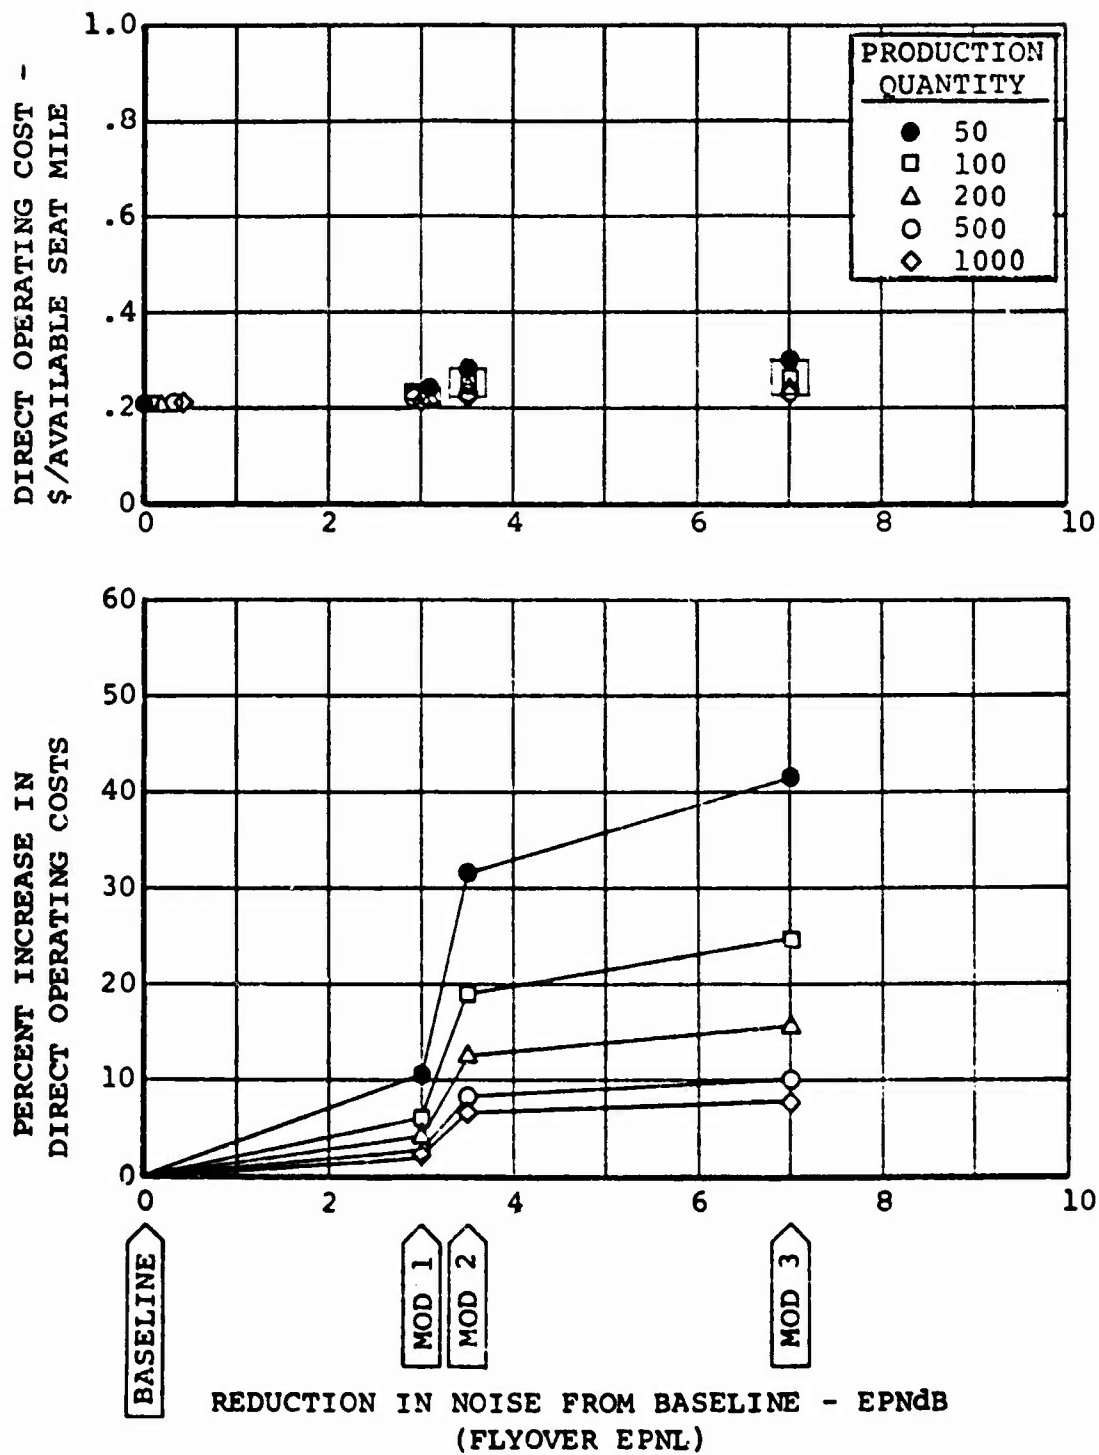 DIRECT OPERATING COST -
$/AVAILABLE SEAT MILE
1.0
.8
.6
.4
.2
0
0 2 4 6 8 10
PRODUCTION
QUANTITY
50
100
200
500
1000
PERCENT INCREASE IN
DIRECT OPERATING COSTS
60
50
40
30
20
10
0
0 2 4 6 8 10
BASELINE
MOD 1
MOD 2
MOD 3
REDUCTION IN NOISE FROM BASELINE - EPNdB
(FLYOVER EPNL)